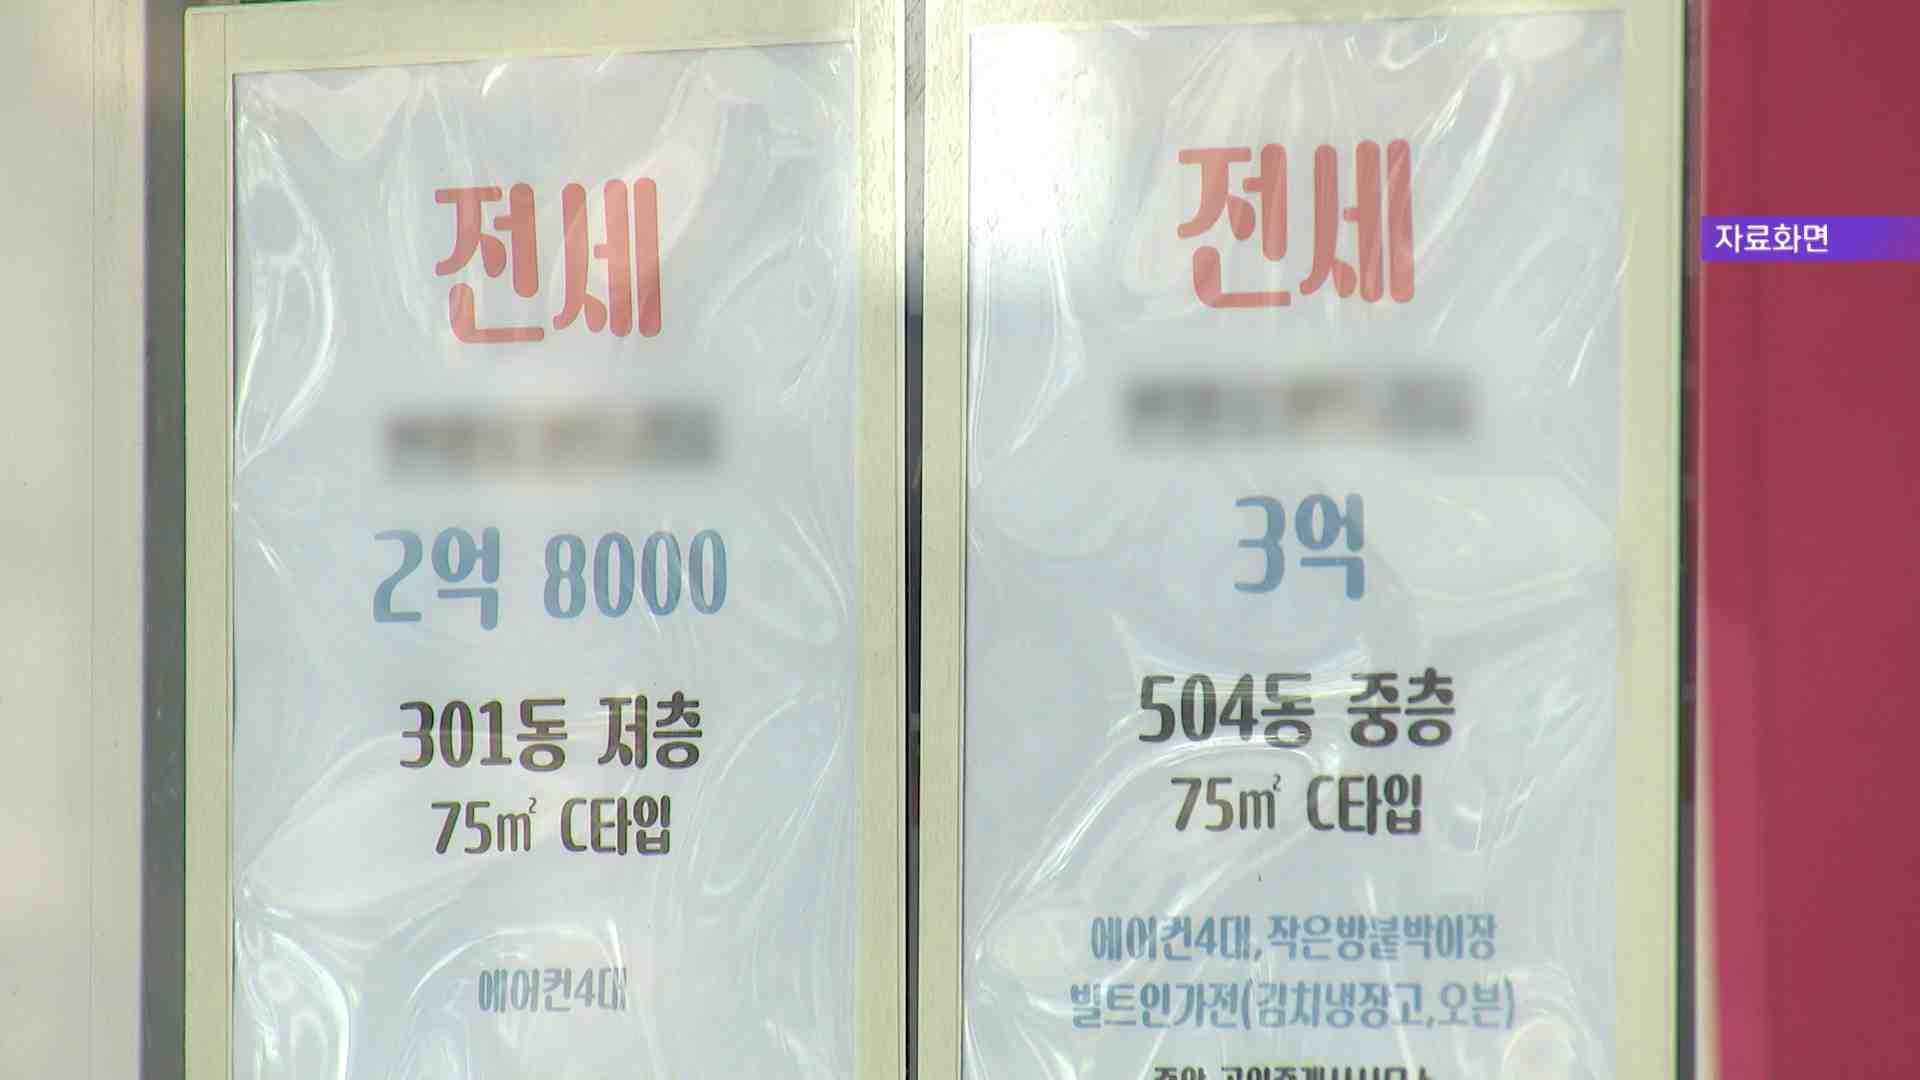 전세
2억 8000
301동 저층
75㎡ C타입
에어컨4대
전세
3억
504동 중층
75㎡ C타입
에어컨4대,작은방붙박이장
빌트인가전(김치냉장고,오븐)
자료화면